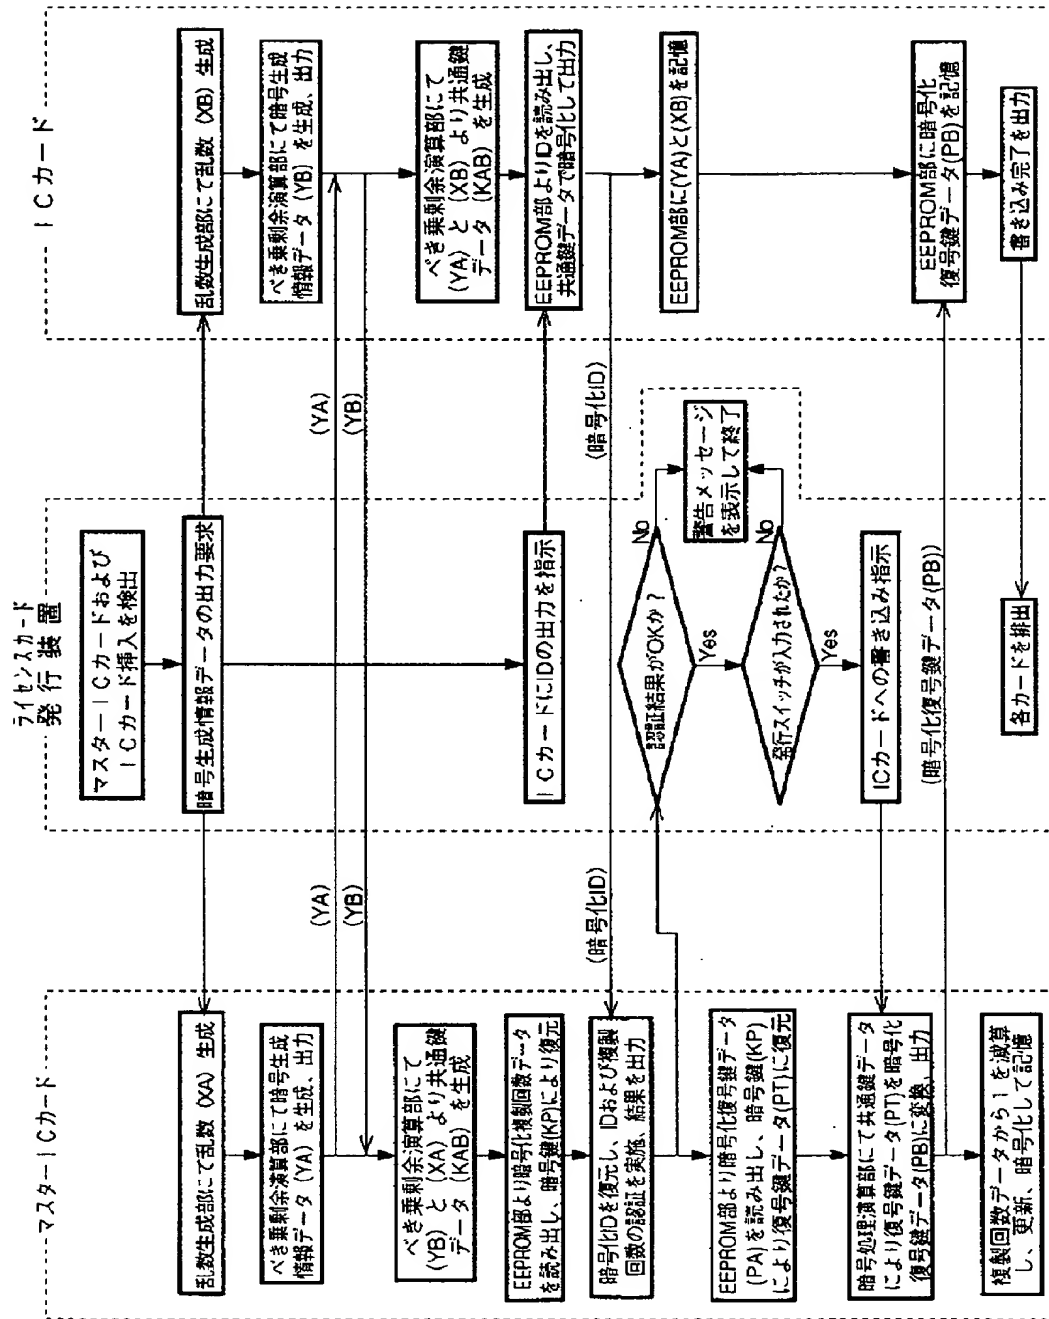 マスターICカード
ライセンスカード
発行装置
ICカード
マスターICカードおよび
ICカード挿入を検出
暗号生成情報データの出力要求
乱数生成部にて乱数 (XA) 生成
乱数生成部にて乱数 (XB) 生成
べき乗剰余演算部にて暗号生成
情報データ (YA) を生成、出力
べき乗剰余演算部にて暗号生成
情報データ (YB) を生成、出力
(YA)
(YA)
(YB)
(YB)
べき乗剰余演算部にて
(YB) と (XA) より共通鍵
データ (KAB) を生成
べき乗剰余演算部にて
(YA) と (XB) より共通鍵
データ (KAB) を生成
EEPROM部より暗号化複製回数データ
を読み出し、暗号鍵(KP)により復元
ICカードにIDの出力を指示
EEPROM部よりIDを読み出し、
共通鍵データで暗号化して出力
(暗号化ID)
(暗号化ID)
暗号化IDを復元し、IDおよび複製
回数の認証を実施、結果を出力
認証結果がOKか?
No
Yes
警告メッセージ
を表示して終了
EEPROM部に(YA)と(XB)を記憶
EEPROM部より暗号化復号鍵データ
(PA)を読み出し、暗号鍵(KP)
により復号鍵データ(PT)に復元
発行スイッチが入力されたか?
No
Yes
ICカードへの書き込み指示
暗号処理演算部にて共通鍵データ
により復号鍵データ(PT)を暗号化
復号鍵データ(PB)に変換、出力
(暗号化復号鍵データ(PB))
EEPROM部に暗号化
復号鍵データ(PB)を記憶
複製回数データから1を減算
し、更新、暗号化して記憶
書き込み完了を出力
各カードを排出